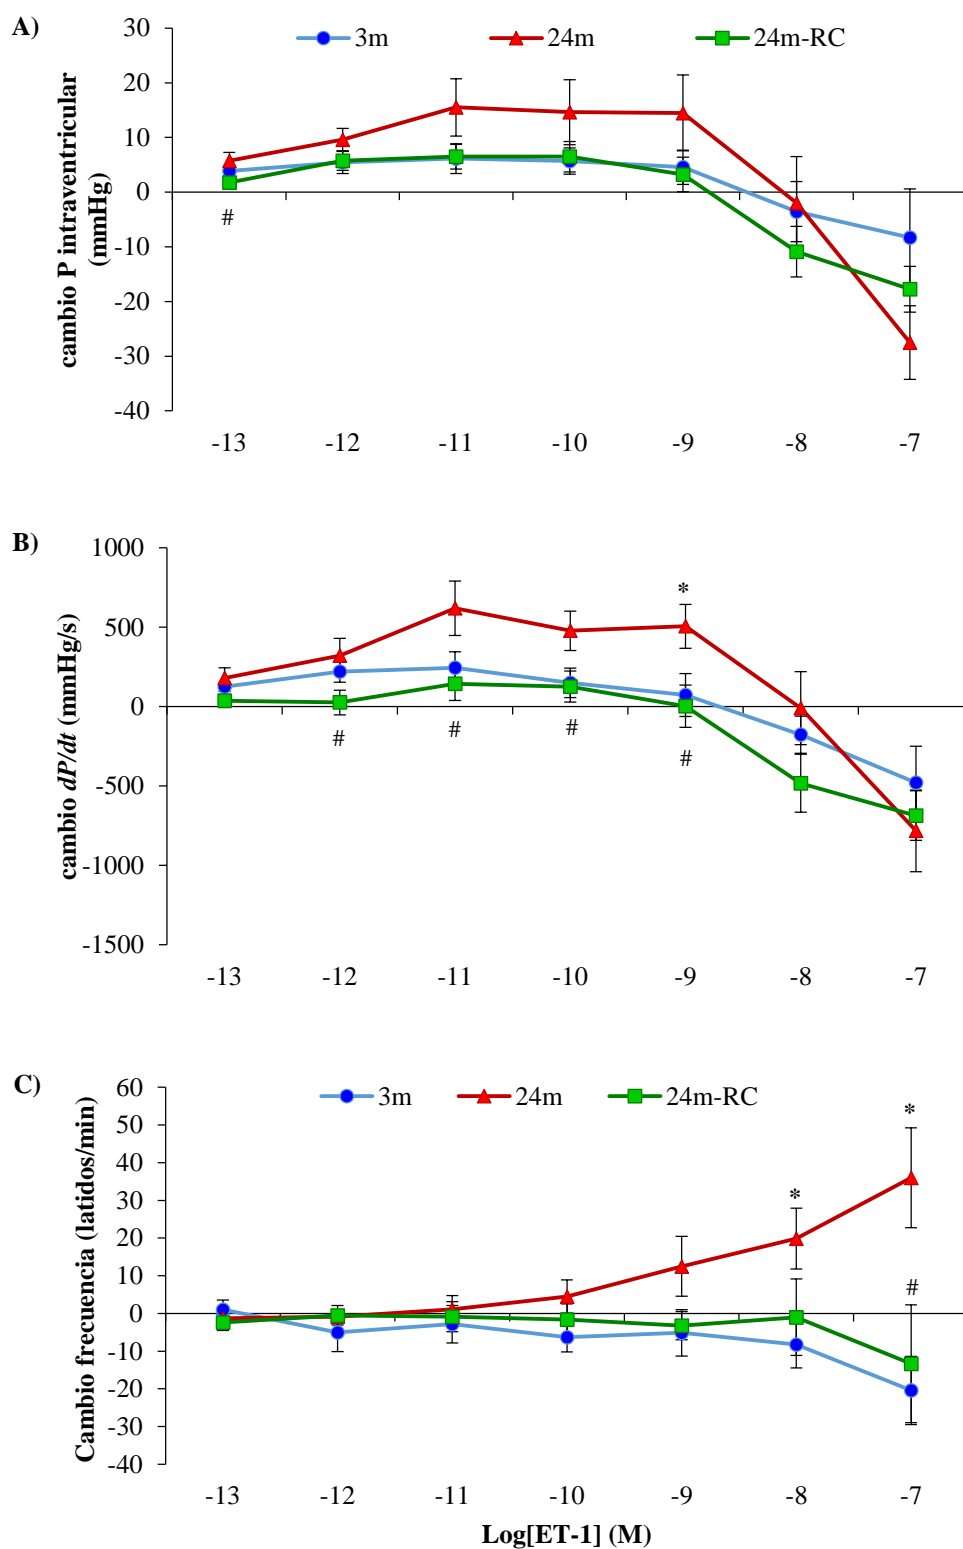 A)
3m 24m 24m-RC
cambio P intraventricular
(mmHg)
30
20
10
0
-10
-20
-30
-40
#
-13 -12 -11 -10 -9 -8 -7
B)
cambio dP/dt (mmHg/s)
1000
500
0
-500
-1000
-1500
*
# # # #
-13 -12 -11 -10 -9 -8 -7
C)
3m 24m 24m-RC
Cambio frecuencia (latidos/min)
60
50
40
30
20
10
0
-10
-20
-30
-40
*
*
#
-13 -12 -11 -10 -9 -8 -7
Log[ET-1] (M)